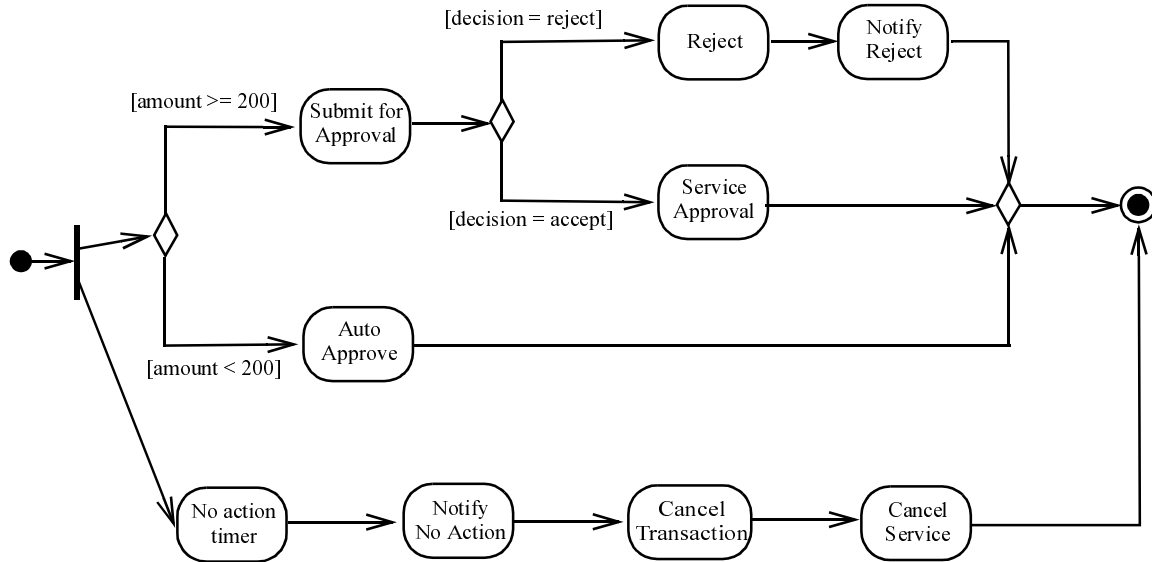 [decision = reject]
Reject
Notify
Reject
[amount >= 200]
Submit for
Approval
Service
Approval
[decision = accept]
Auto
Approve
[amount < 200]
No action
timer
Notify
No Action
Cancel
Transaction
Cancel
Service